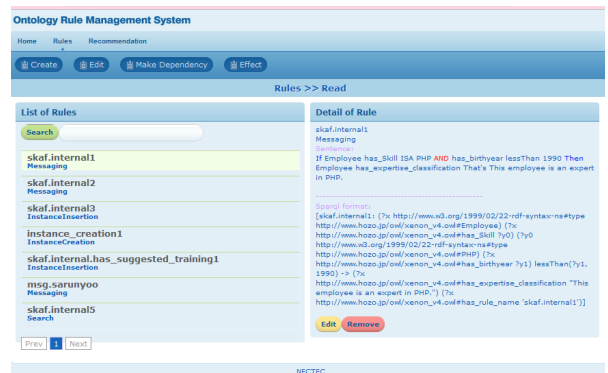 Ontology Rule Management System
Home Rules Recommendation
Create Edit Make Dependency Effect
Rules >> Read
List of Rules
Search
skaf.internal1
Messaging
skaf.internal2
Messaging
skaf.internal3
InstanceInsertion
instance_creation1
InstanceCreation
skaf.internal.has_suggested_training1
InstanceInsertion
msg.sarunyoo
Messaging
skaf.internal5
Search
Prev 1 Next
Detail of Rule
skaf.internal1
Messaging
Sentence:
If Employee has_Skill ISA PHP AND has_birthyear lessThan 1990 Then
Employee has_expertise_classification That's This employee is an expert
in PHP.
Sparql format:
[skaf.internal1: (?x http://www.w3.org/1999/02/22-rdf-syntax-ns#type
http://www.hozo.jp/owl/xenon_v4.owl#Employee) (?x
http://www.hozo.jp/owl/xenon_v4.owl#has_Skill ?y0) (?y0
http://www.w3.org/1999/02/22-rdf-syntax-ns#type
http://www.hozo.jp/owl/xenon_v4.owl#PHP) (?x
http://www.hozo.jp/owl/xenon_v4.owl#has_birthyear ?y1) lessThan(?y1,
1990) -> (?x
http://www.hozo.jp/owl/xenon_v4.owl#has_expertise_classification "This
employee is an expert in PHP.") (?x
http://www.hozo.jp/owl/xenon_v4.owl#has_rule_name 'skaf.internal1')]
Edit Remove
NECTEC